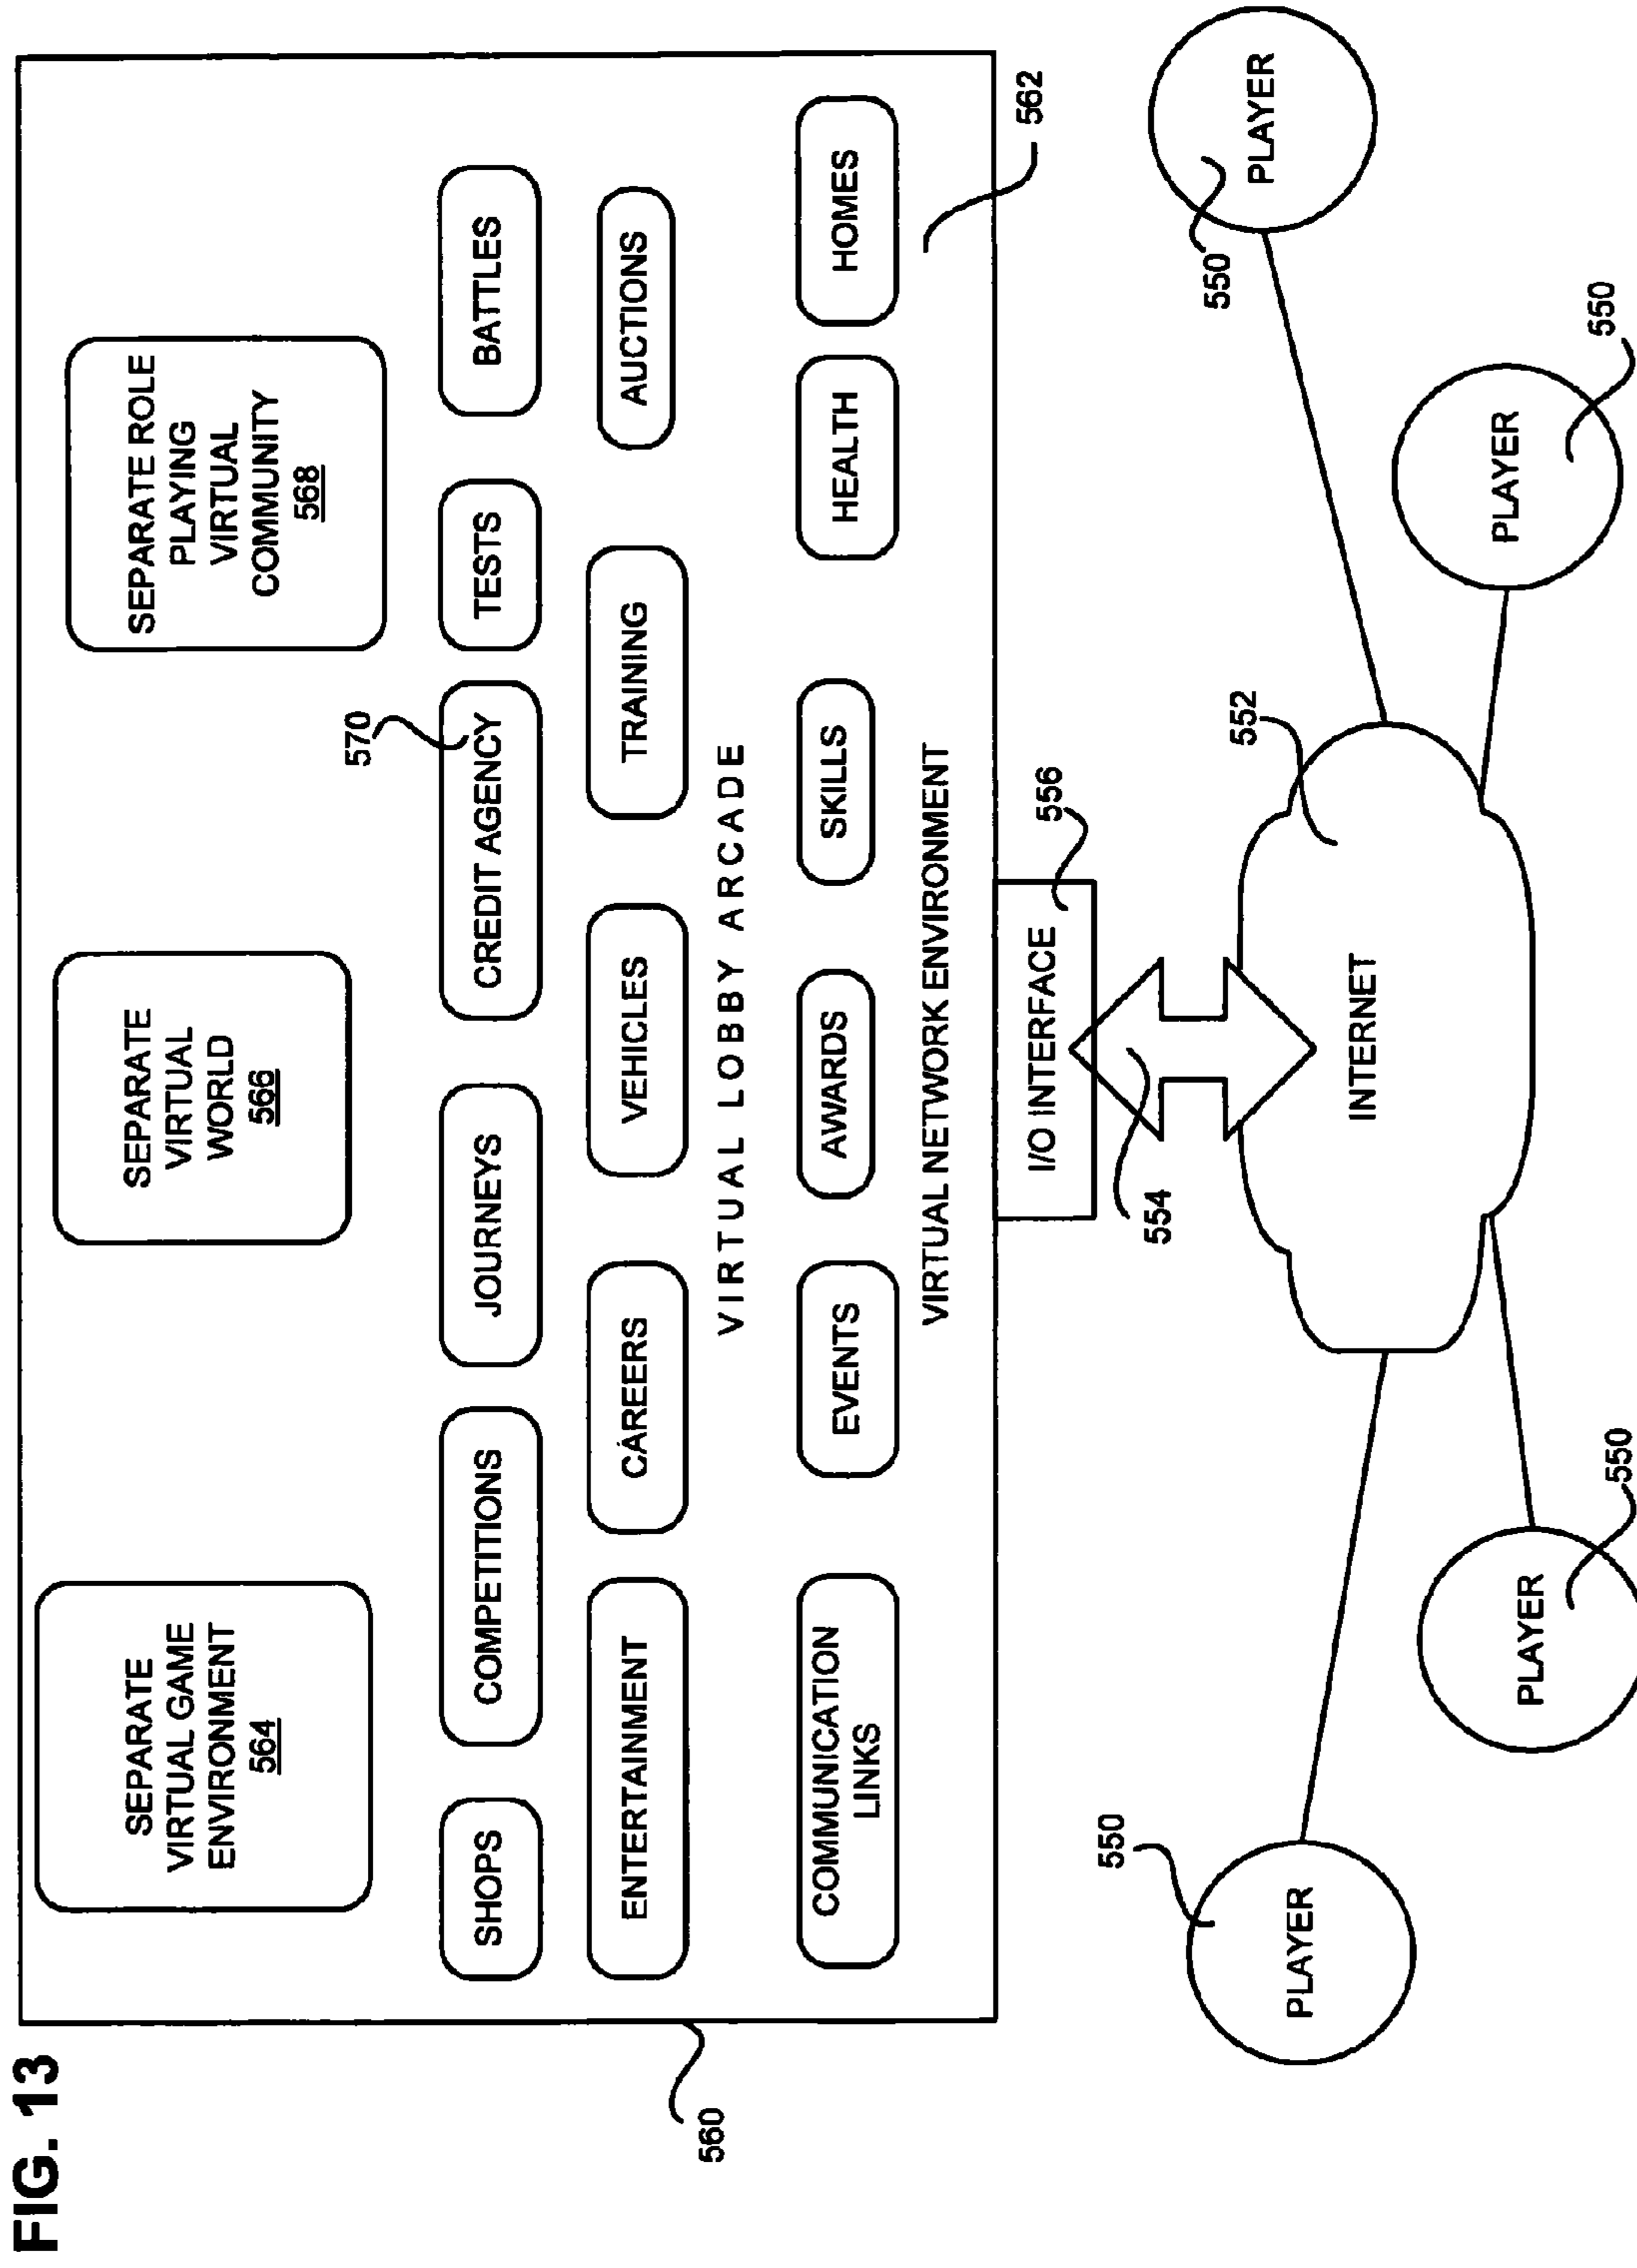 FIG. 13
SEPARATE
VIRTUAL GAME
ENVIRONMENT
564
SEPARATE
VIRTUAL
WORLD
566
SEPARATE ROLE
PLAYING
VIRTUAL
COMMUNITY
568
570
SHOPS
COMPETITIONS
JOURNEYS
CREDIT AGENCY
TESTS
BATTLES
ENTERTAINMENT
CAREERS
VEHICLES
TRAINING
AUCTIONS
560
VIRTUAL LOBBY ARCADE
COMMUNICATION
LINKS
EVENTS
AWARDS
SKILLS
HEALTH
HOMES
VIRTUAL NETWORK ENVIRONMENT
562
I/O INTERFACE
556
554
552
550
PLAYER
INTERNET
550
PLAYER
550
PLAYER
550
PLAYER